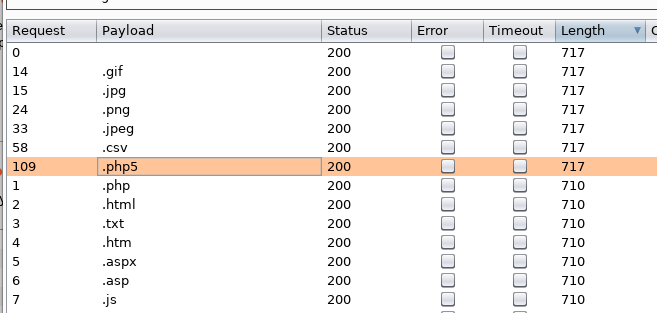 Request Payload Status Error Timeout Length C
0 200 717
14 .gif 200 717
15 .jpg 200 717
24 .png 200 717
33 .jpeg 200 717
58 .csv 200 717
109 .php5 200 717
1 .php 200 710
2 .html 200 710
3 .txt 200 710
4 .htm 200 710
5 .aspx 200 710
6 .asp 200 710
7 .js 200 710